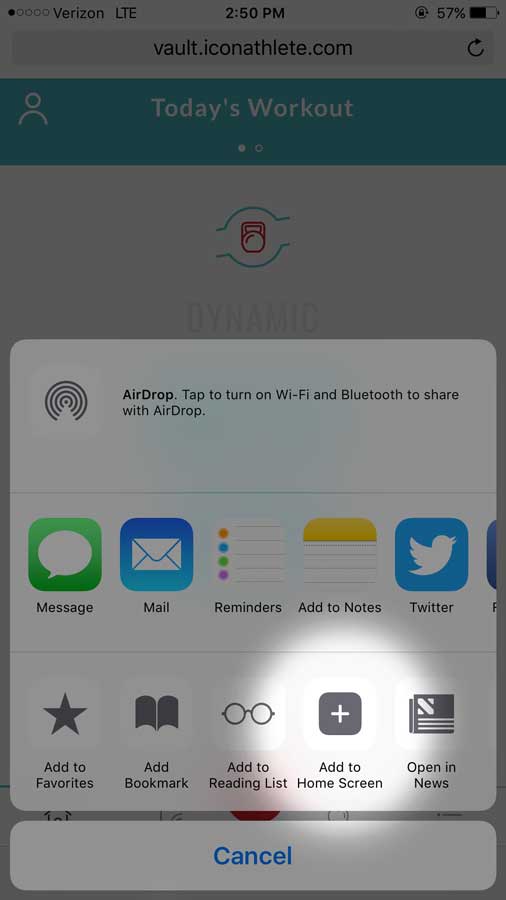 Verizon LTE 2:50 PM 57%
vault.iconathlete.com
Today's Workout
DYNAMIC
AirDrop. Tap to turn on Wi-Fi and Bluetooth to share
with AirDrop.
Message Mail Reminders Add to Notes Twitter F
Add to Favorites
Add Bookmark
Add to Reading List
Add to Home Screen
Open in News
Cancel